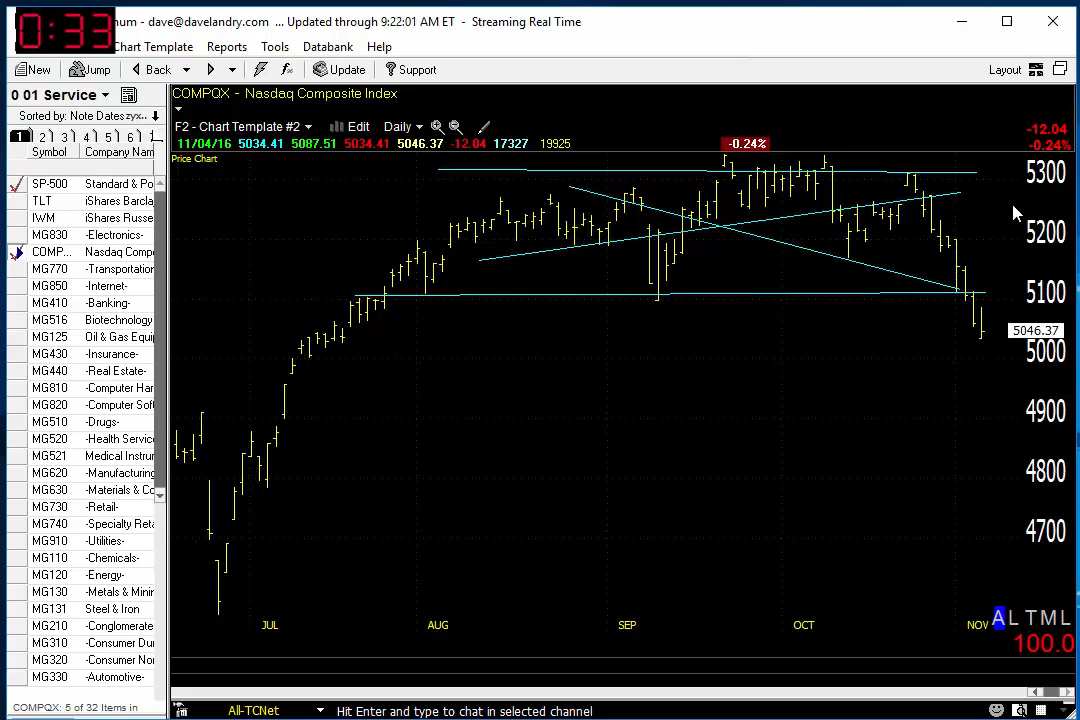 0:33
num - dave@davelandry.com ... Updated through 9:22:01 AM ET - Streaming Real Time
Chart Template Reports Tools Databank Help
New Jump Back Update Support Layout
0 01 Service
Sorted by: Note Dates zyx..
1 2 3 4 5 6
Symbol Company Nam
SP-500 Standard & Po
TLT iShares Barcla
IWM iShares Russe
MG830 -Electronics-
COMP... Nasdaq Comp
MG770 -Transportation
MG850 -Internet-
MG410 -Banking-
MG516 Biotechnology
MG125 Oil & Gas Equip
MG430 -Insurance-
MG440 -Real Estate-
MG810 -Computer Har
MG820 -Computer Soft
MG510 -Drugs-
MG520 -Health Service
MG521 Medical Instrum
MG620 -Manufacturing
MG630 -Materials & Co
MG730 -Retail-
MG740 -Specialty Reta
MG910 -Utilities-
MG110 -Chemicals-
MG120 -Energy-
MG130 -Metals & Minin
MG131 Steel & Iron
MG210 -Conglomerate
MG310 -Consumer Du
MG320 -Consumer Non
MG330 -Automotive-
COMPQX: 5 of 32 Items in
COMPQX - Nasdaq Composite Index
F2 - Chart Template #2 Edit Daily
11/04/16 5034.41 5087.51 5034.41 5046.37 -12.04 17327 19925 -0.24%
-12.04
-0.24%
Price Chart
5300
5200
5100
5046.37
5000
4900
4800
4700
JUL AUG SEP OCT NOV
A L T M L
100.0
All-TCNet Hit Enter and type to chat in selected channel